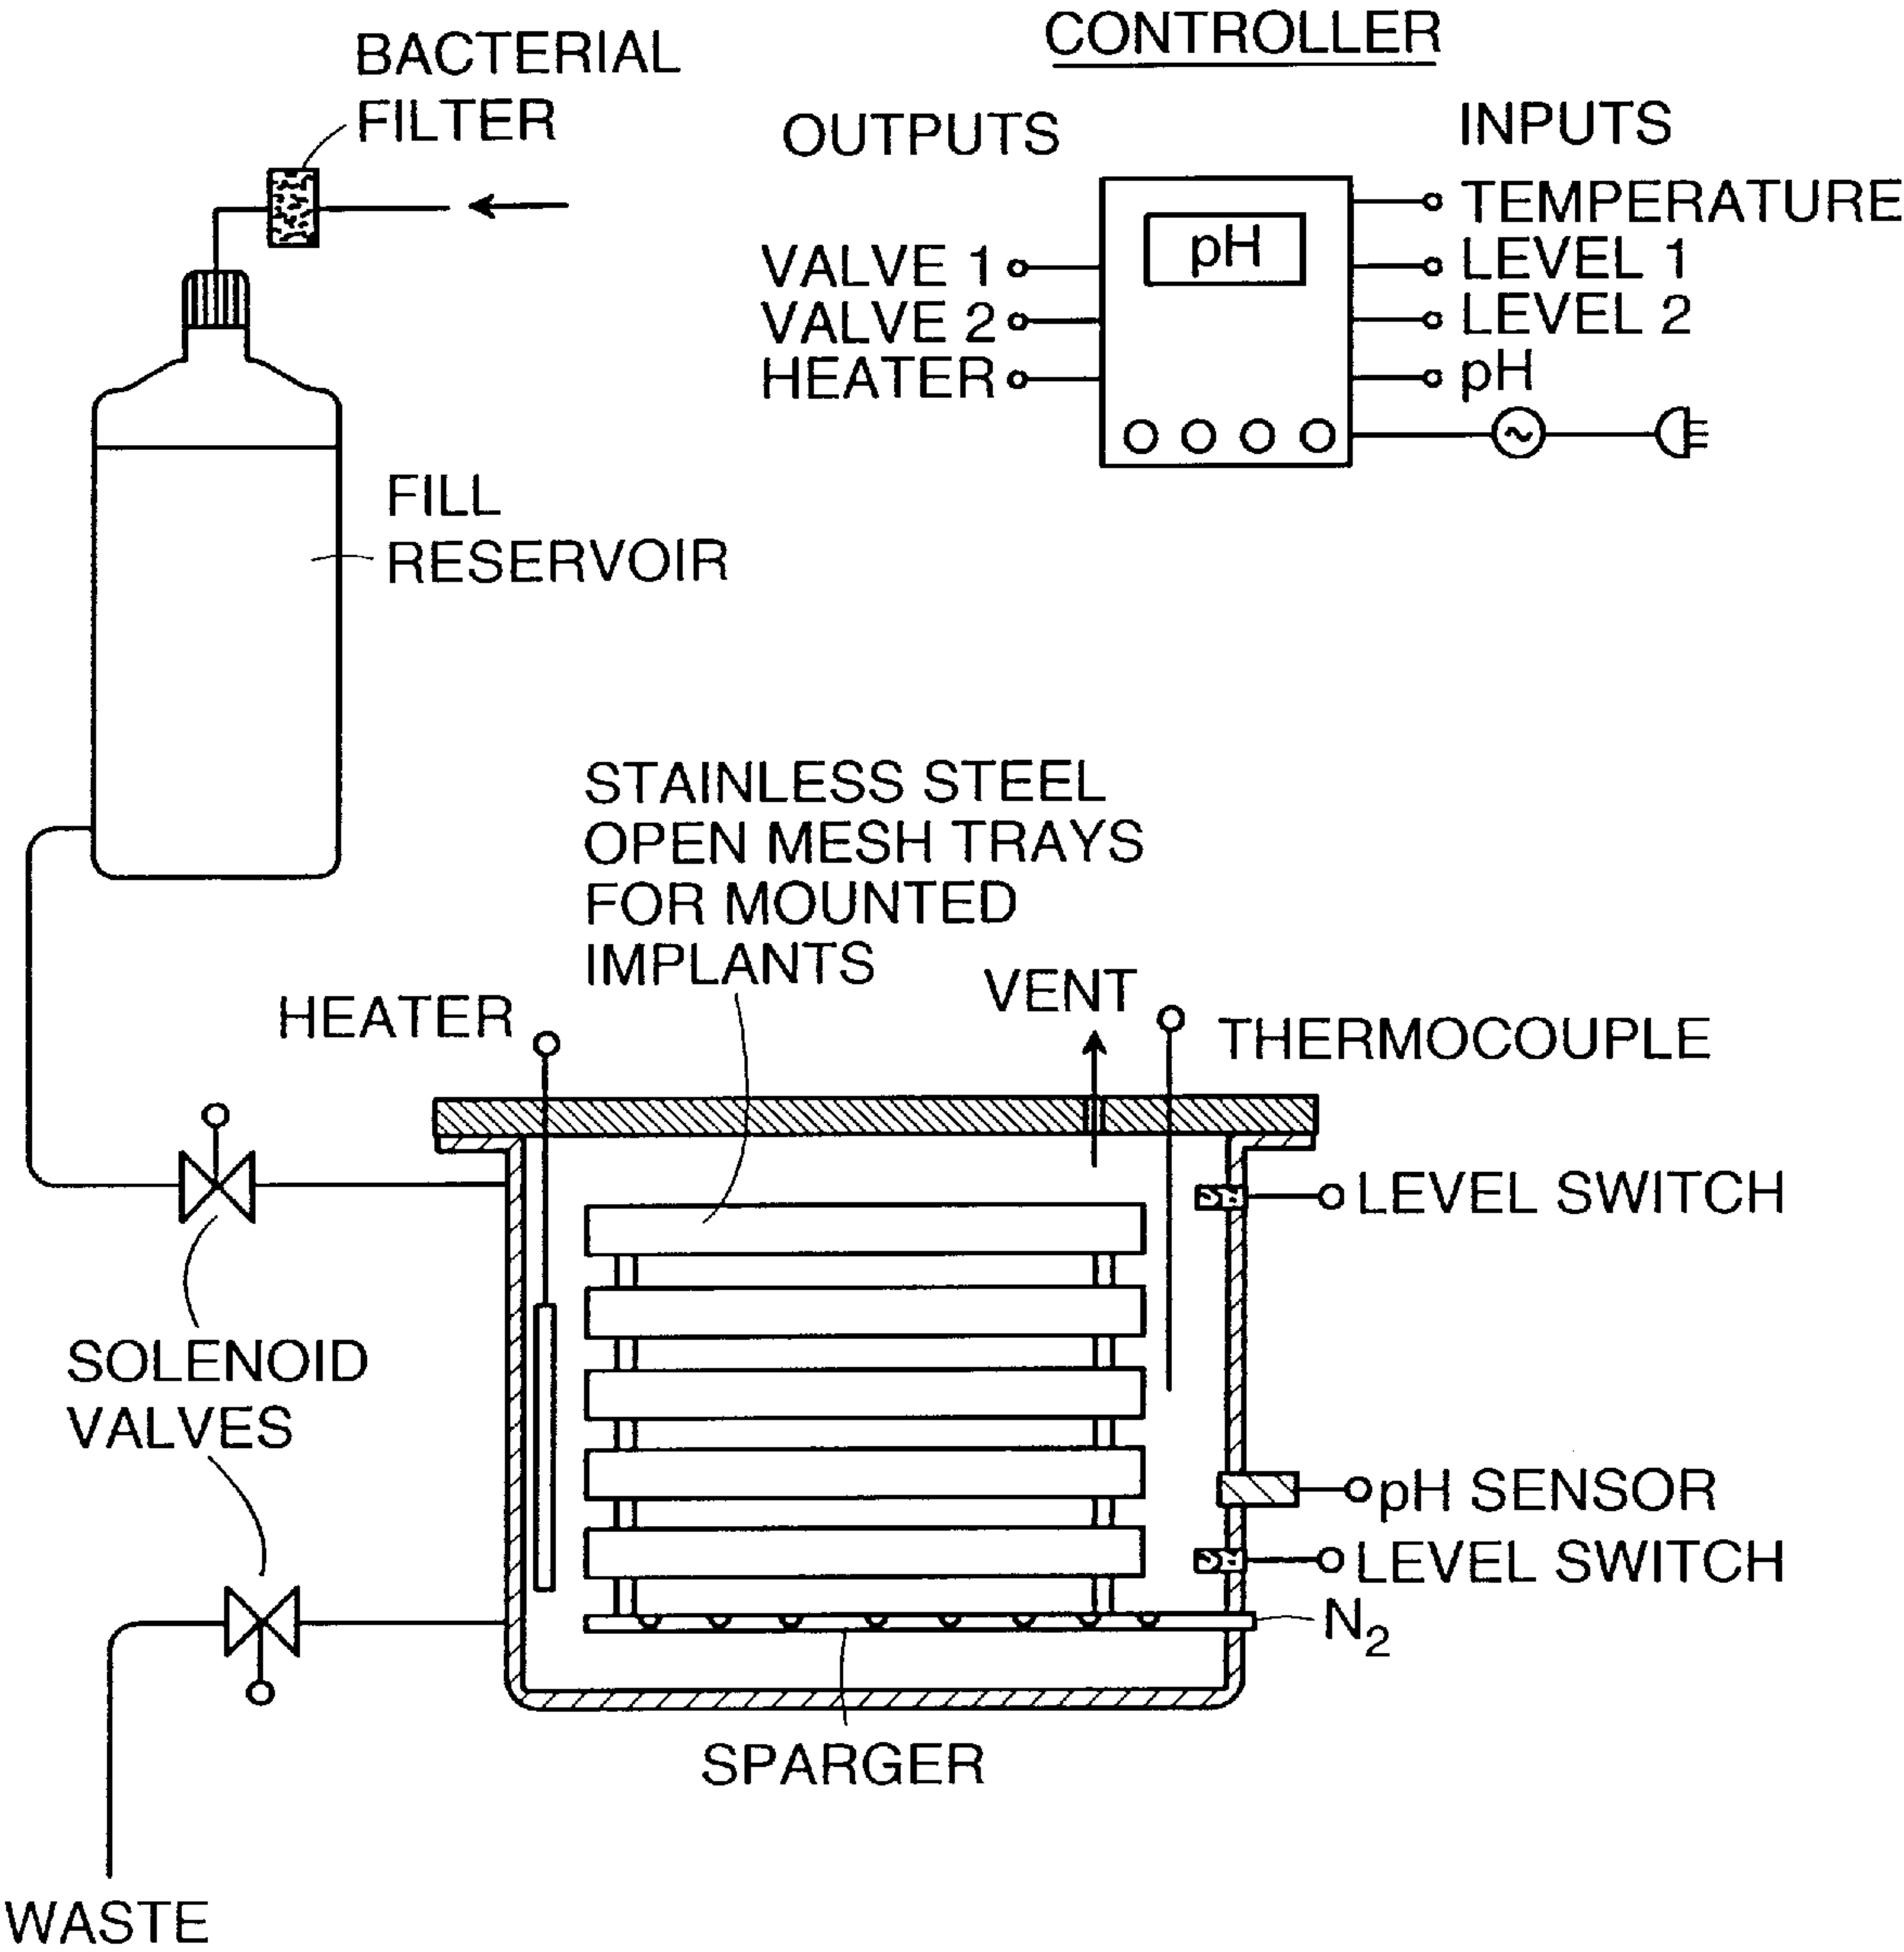 BACTERIAL
FILTER
CONTROLLER
OUTPUTS
INPUTS
pH
VALVE 1
VALVE 2
HEATER
TEMPERATURE
LEVEL 1
LEVEL 2
pH
FILL
RESERVOIR
STAINLESS STEEL
OPEN MESH TRAYS
FOR MOUNTED
IMPLANTS
HEATER
VENT
THERMOCOUPLE
LEVEL SWITCH
SOLENOID
VALVES
pH SENSOR
LEVEL SWITCH
N2
SPARGER
WASTE